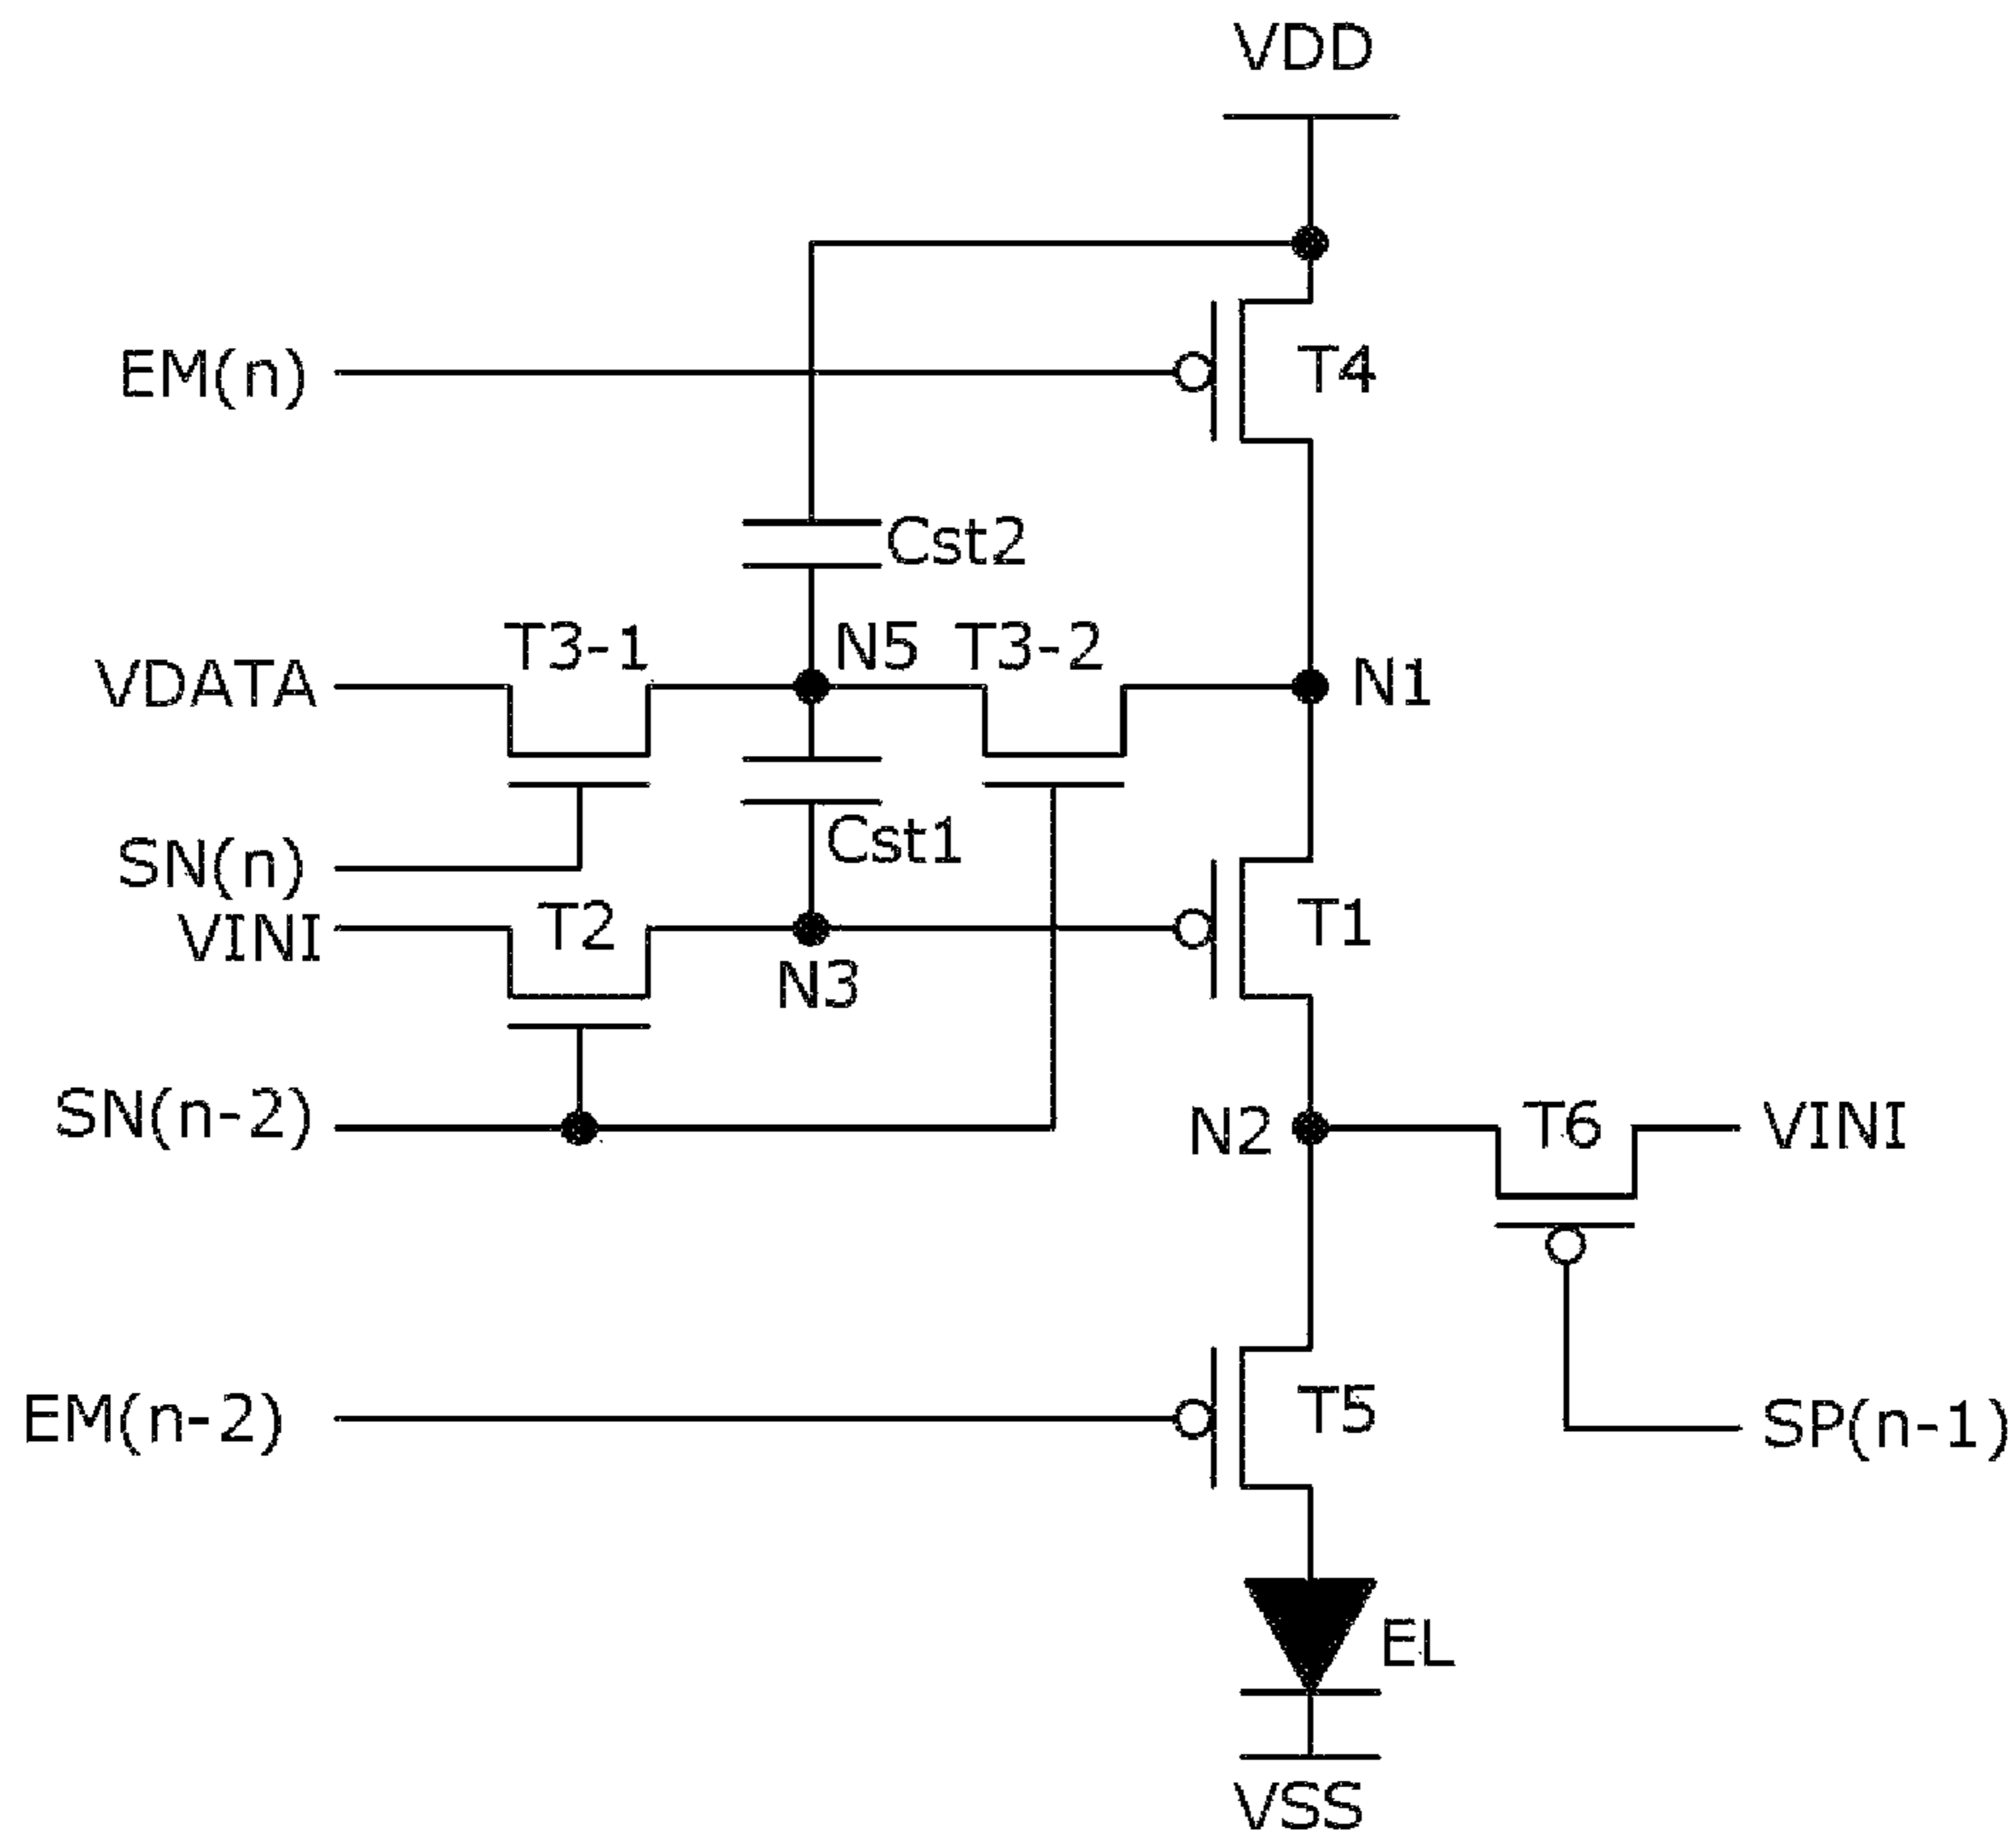 VDD
EM(n)
T4
Cst2
T3-1
N5
T3-2
VDATA
N1
Cst1
SN(n)
VINI
T2
T1
N3
SN(n-2)
N2
T6
VINI
EM(n-2)
T5
SP(n-1)
EL
VSS